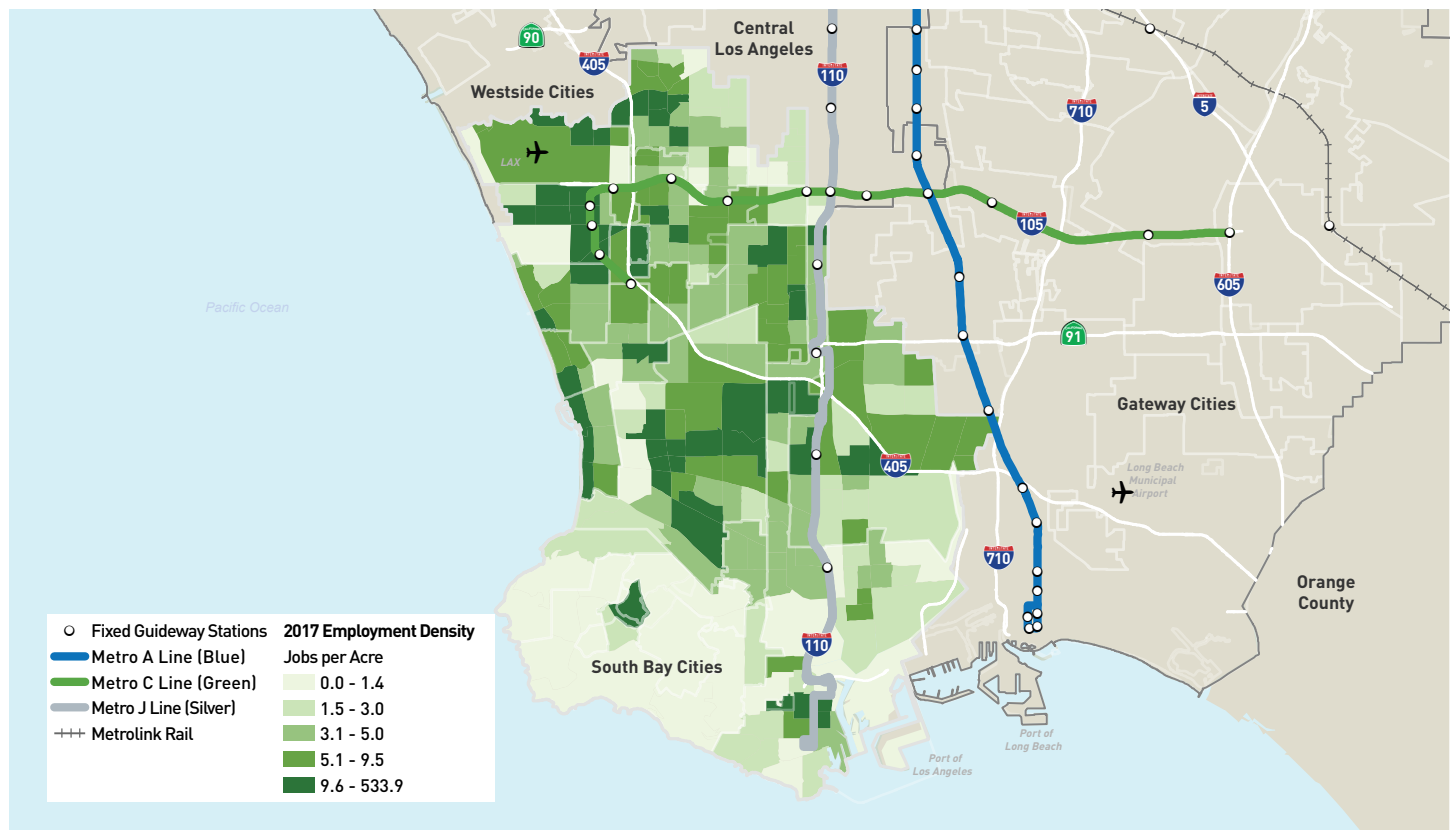 Central
Los Angeles
90
405
110
Westside Cities
710
5
LAX
105
605
Pacific Ocean
91
Gateway Cities
405
Long Beach
Municipal
Airport
710
Orange
County
110
South Bay Cities
Port of
Long Beach
Port of
Los Angeles
Fixed Guideway Stations
Metro A Line (Blue)
Metro C Line (Green)
Metro J Line (Silver)
Metrolink Rail
2017 Employment Density
Jobs per Acre
0.0 - 1.4
1.5 - 3.0
3.1 - 5.0
5.1 - 9.5
9.6 - 533.9